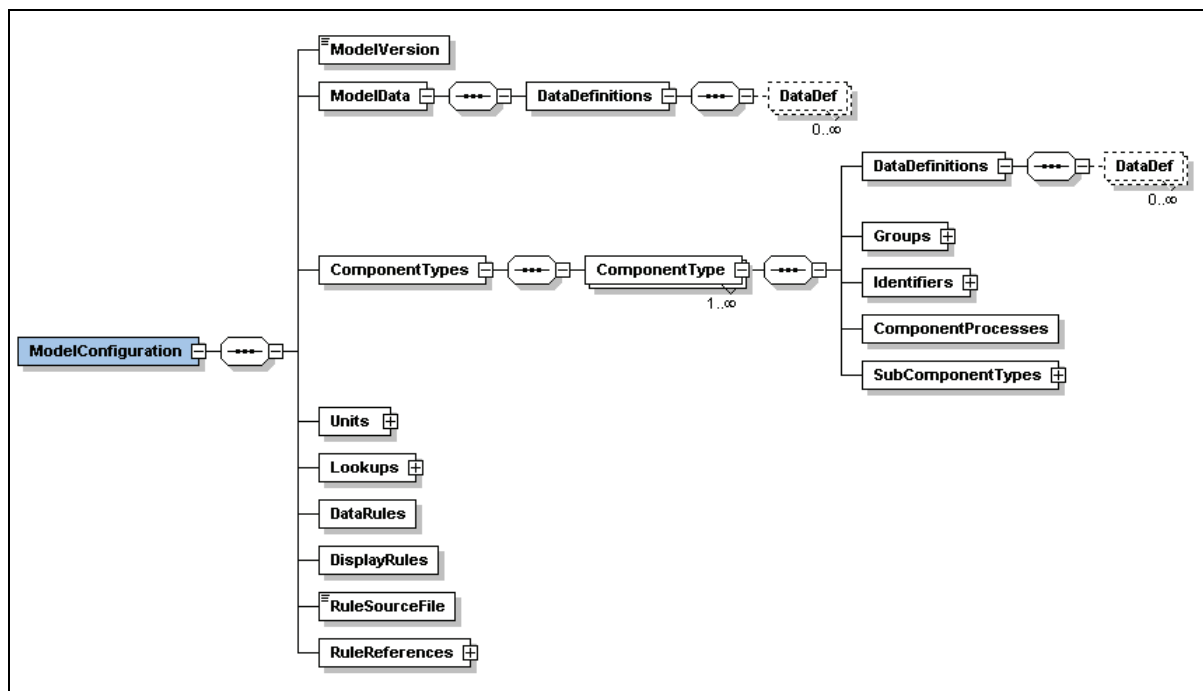 ModelVersion
ModelData
DataDefinitions
DataDef
0..∞
DataDefinitions
DataDef
0..∞
Groups
Identifiers
ComponentTypes
ComponentType
1..∞
ComponentProcesses
SubComponentTypes
ModelConfiguration
Units
Lookups
DataRules
DisplayRules
RuleSourceFile
RuleReferences